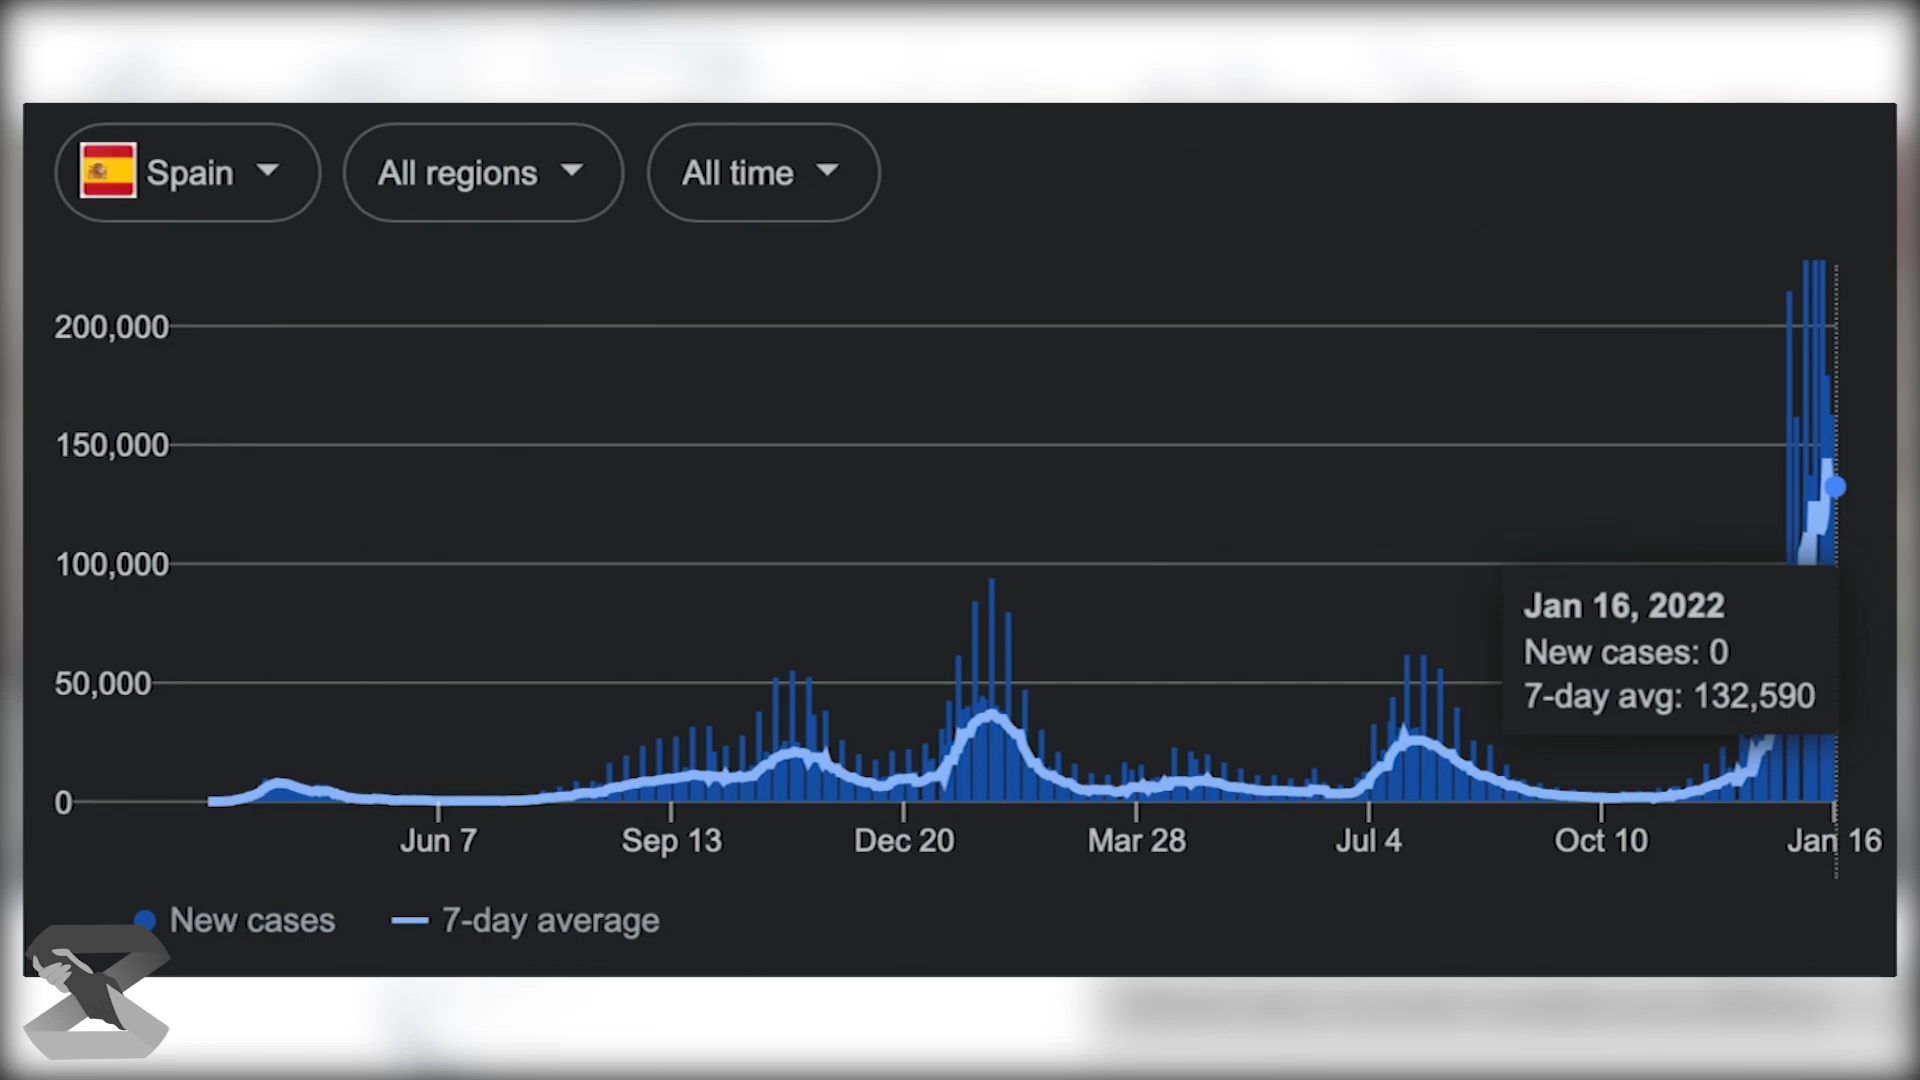 Spain
All regions
All time
200,000
150,000
100,000
50,000
0
Jan 16, 2022
New cases: 0
7-day avg: 132,590
Jun 7
Sep 13
Dec 20
Mar 28
Jul 4
Oct 10
Jan 16
New cases
7-day average